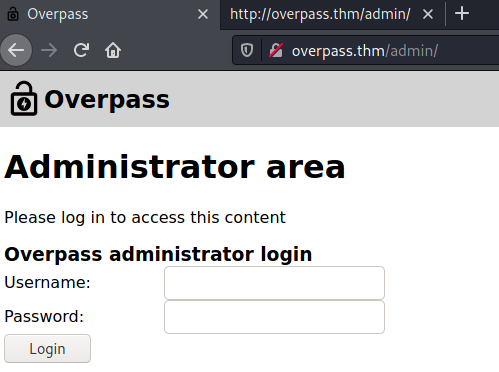 Overpass
http://overpass.thm/admin/
overpass.thm/admin/
Overpass
Administrator area
Please log in to access this content
Overpass administrator login
Username:
Password:
Login